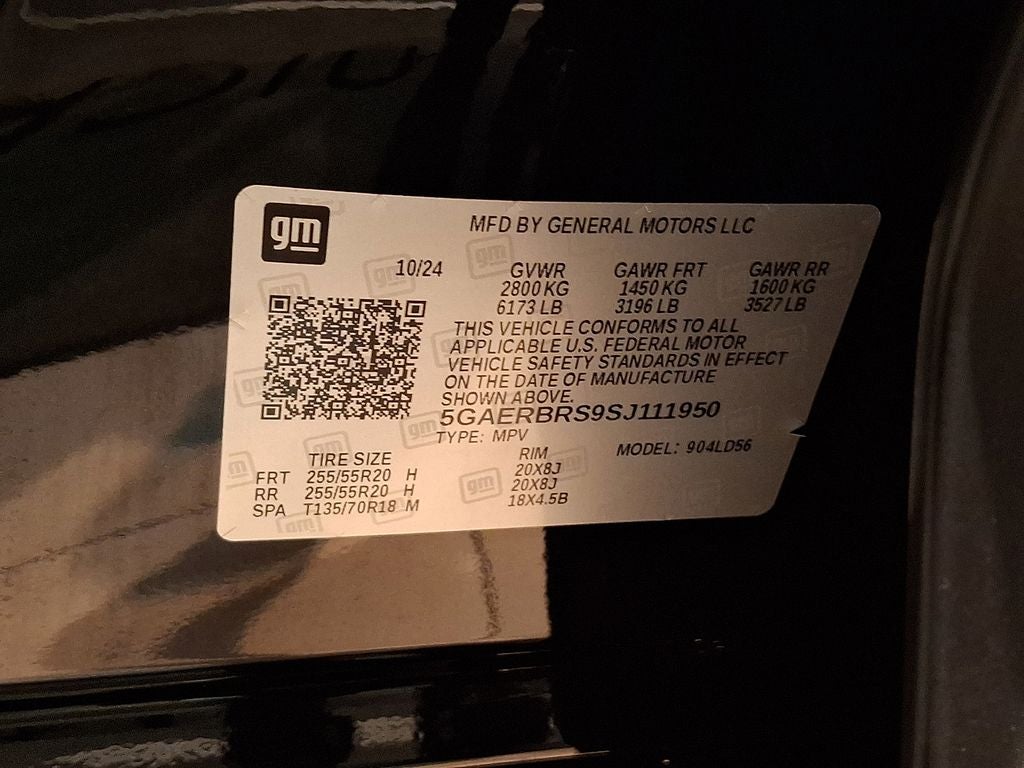 gm
MFD BY GENERAL MOTORS LLC
10/24 GVWR GAWR FRT GAWR RR
2800 KG 1450 KG 1600 KG
6173 LB 3196 LB 3527 LB
THIS VEHICLE CONFORMS TO ALL
APPLICABLE U.S. FEDERAL MOTOR
VEHICLE SAFETY STANDARDS IN EFFECT
ON THE DATE OF MANUFACTURE
SHOWN ABOVE.
5GAERBRS9SJ111950
TYPE: MPV MODEL: 904LD56
TIRE SIZE RIM
FRT 255/55R20 H 20X8J
RR 255/55R20 H 20X8J
SPA T135/70R18 M 18X4.5B